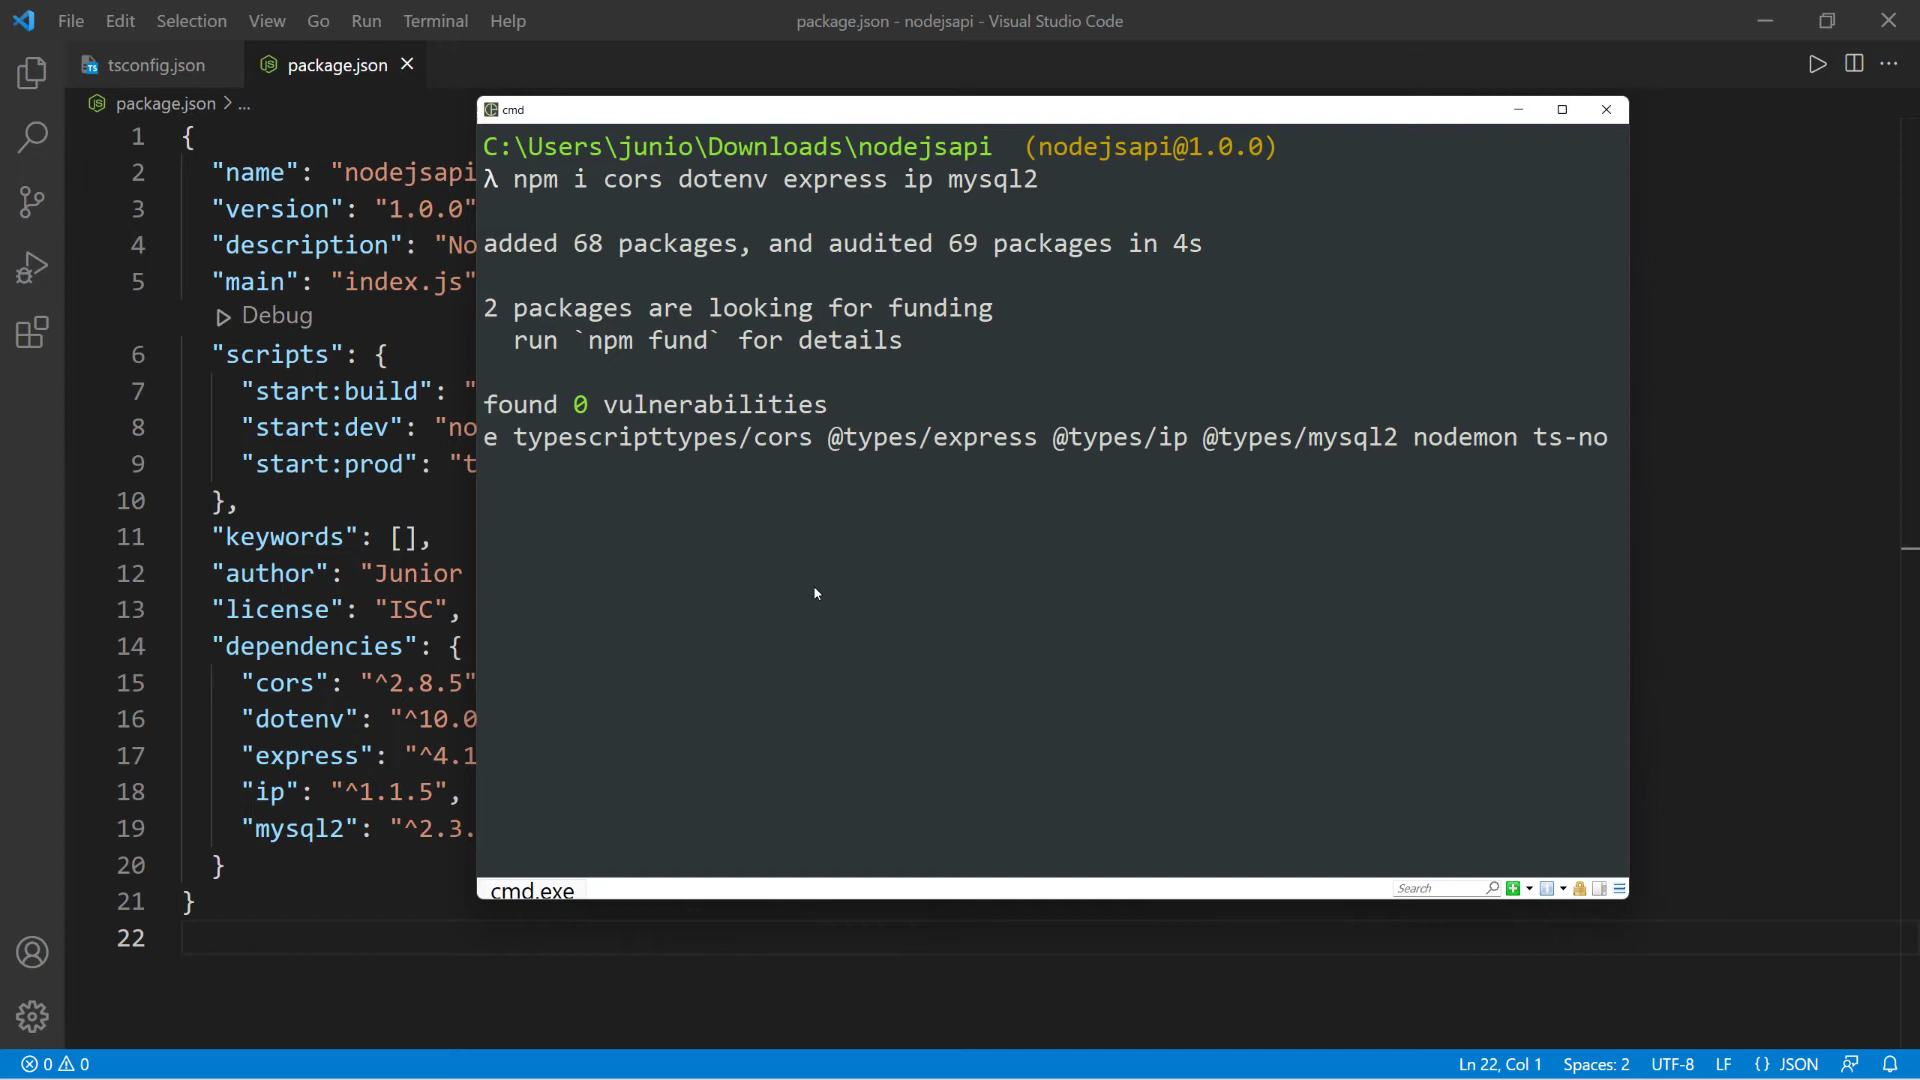 File Edit Selection View Go Run Terminal Help
package.json - nodejsapi - Visual Studio Code
tsconfig.json
package.json
package.json > ...
1 {
2 "name": "nodejsapi
3 "version": "1.0.0"
4 "description": "No
5 "main": "index.js"
Debug
6 "scripts": {
7 "start:build": "
8 "start:dev": "no
9 "start:prod": "t
10 },
11 "keywords": [],
12 "author": "Junior
13 "license": "ISC",
14 "dependencies": {
15 "cors": "^2.8.5"
16 "dotenv": "^10.0
17 "express": "^4.1
18 "ip": "^1.1.5",
19 "mysql2": "^2.3.
20 }
21 }
22
cmd
C:\Users\junio\Downloads\nodejsapi (nodejsapi@1.0.0)
λ npm i cors dotenv express ip mysql2
added 68 packages, and audited 69 packages in 4s
2 packages are looking for funding
run `npm fund` for details
found 0 vulnerabilities
e typescripttypes/cors @types/express @types/ip @types/mysql2 nodemon ts-no
cmd.exe
Search
0 0
Ln 22, Col 1 Spaces: 2 UTF-8 LF {} JSON